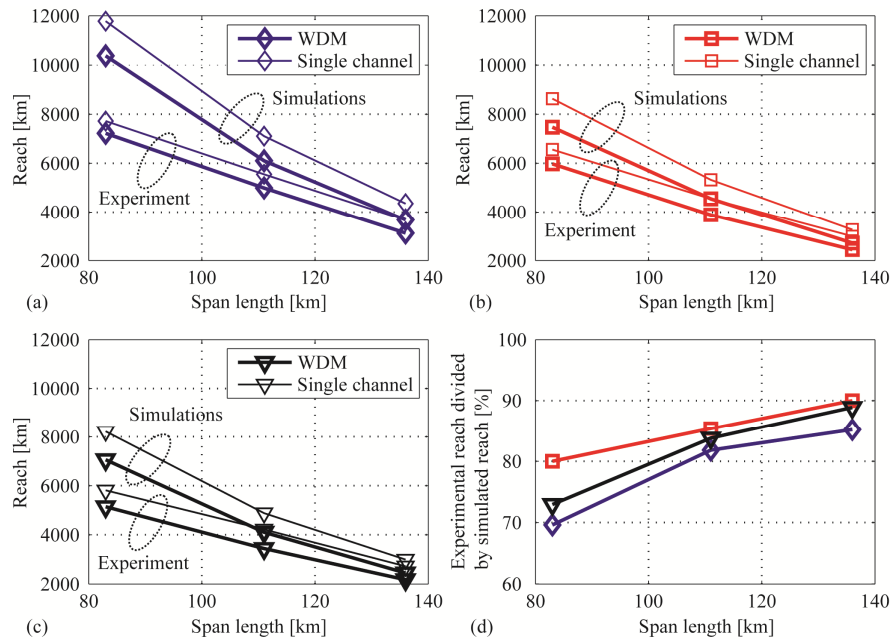 12000
10000
8000
6000
4000
2000
80
100
120
140
Reach [km]
Span length [km]
WDM
Single channel
Simulations
Experiment
(a)
12000
10000
8000
6000
4000
2000
80
100
120
140
Reach [km]
Span length [km]
WDM
Single channel
Simulations
Experiment
(b)
12000
10000
8000
6000
4000
2000
80
100
120
140
Reach [km]
Span length [km]
WDM
Single channel
Simulations
Experiment
(c)
100
90
80
70
60
80
100
120
140
Experimental reach divided
by simulated reach [%]
Span length [km]
(d)